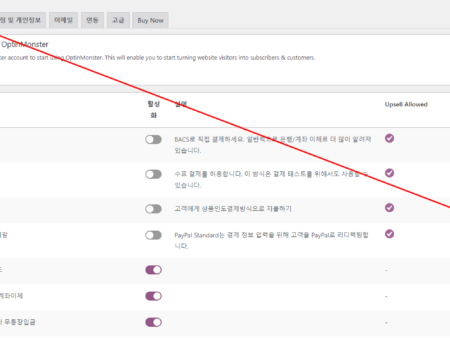 정 및 개인정보 이메일 연동 고급 Buy Now
OptinMonster
er account to start using OptinMonster. This will enable you to start turning website visitors into subscribers & customers.
활성화 설명 Upsell Allowed
BACS로 직접 결제하세요. 일반적으로 은행/계좌 이체로 더 많이 알려져
있습니다.
수표 결제를 허용합니다. 이 방식은 결제 테스트를 위해서도 사용할 수
있습니다.
고객에게 상품인도결제방식으로 지불하기
PayPal Standard는 결제 정보 입력을 위해 고객을 PayPal로 리디렉팅합
니다.
드 -
계좌이체 -
무통장입금 -